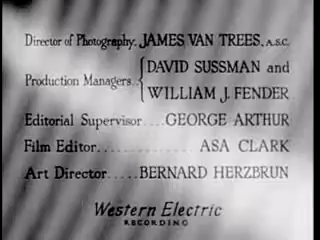 Director of Photography. JAMES VAN TREES, A.S.C.
Production Managers.. DAVID SUSSMAN and
WILLIAM J. FENDER
Editorial Supervisor.... GEORGE ARTHUR
Film Editor.............. ASA CLARK
Art Director..... BERNARD HERZBRUN
Western Electric
RECORDING